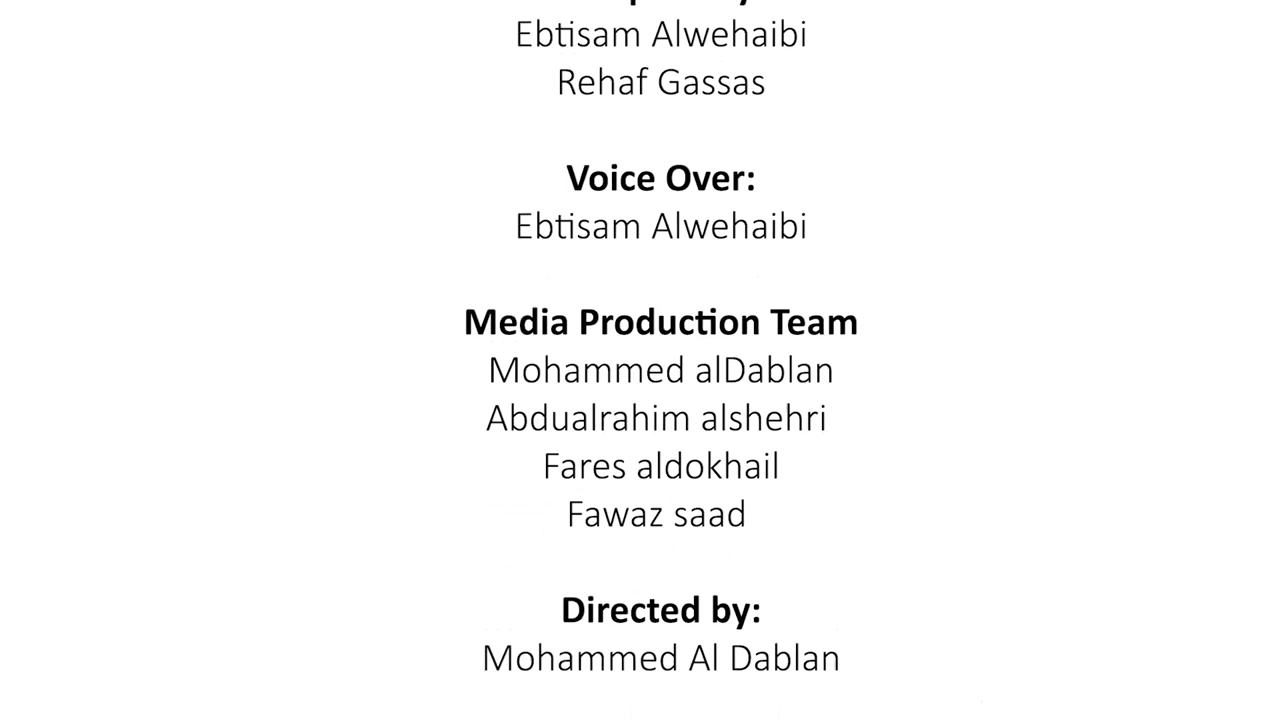 Ebtisam Alwehaibi
Rehaf Gassas
Voice Over:
Ebtisam Alwehaibi
Media Production Team
Mohammed alDablan
Abdualrahim alshehri
Fares aldokhail
Fawaz saad
Directed by:
Mohammed Al Dablan